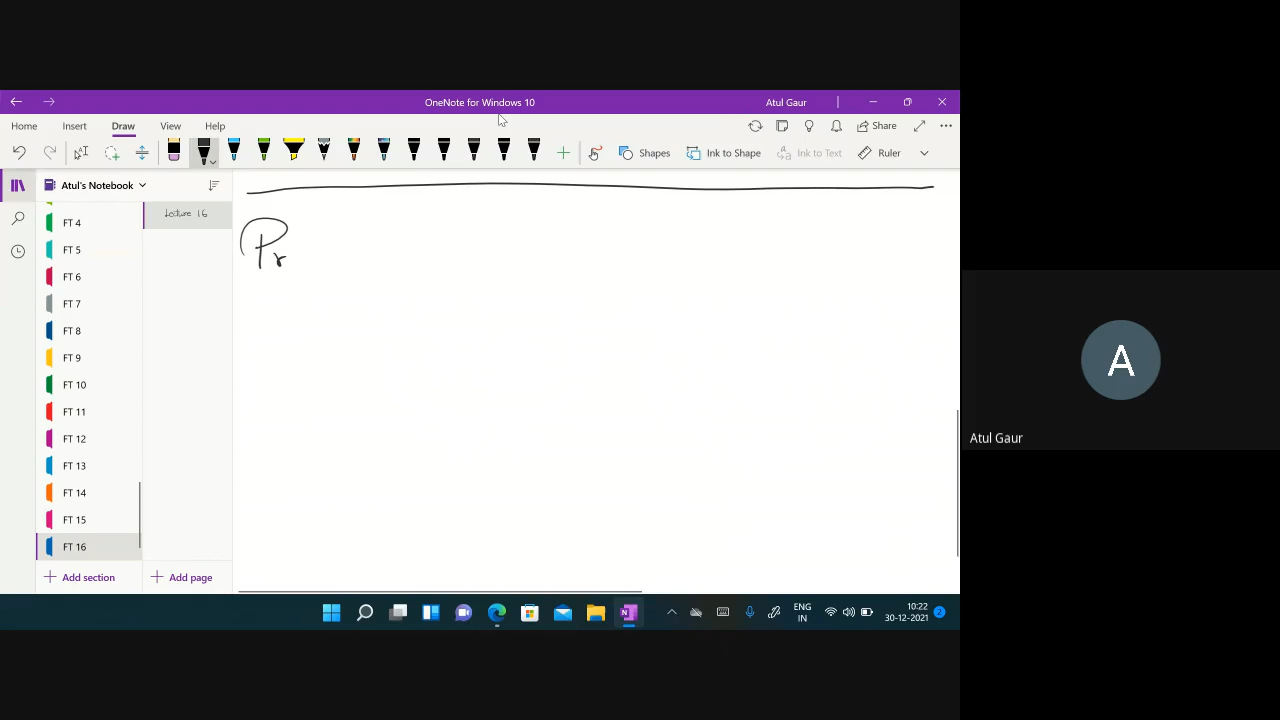 OneNote for Windows 10
Atul Gaur
Home
Insert
Draw
View
Help
Share
Shapes
Ink to Shape
Ink to Text
Ruler
Atul's Notebook
Lecture 16
FT 4
FT 5
FT 6
FT 7
FT 8
FT 9
FT 10
FT 11
FT 12
FT 13
FT 14
FT 15
FT 16
Add section
Add page
Pr
ENG
IN
10:22
30-12-2021
2
A
Atul Gaur